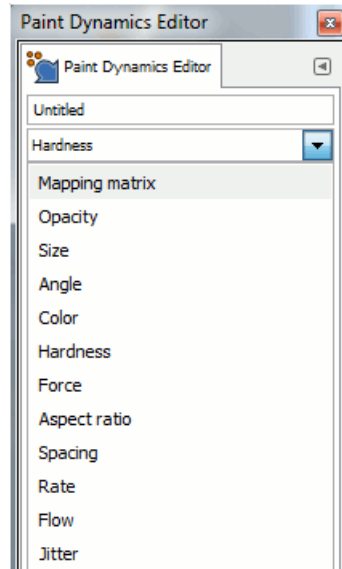 Paint Dynamics Editor
Paint Dynamics Editor
Untitled
Hardness
Mapping matrix
Opacity
Size
Angle
Color
Hardness
Force
Aspect ratio
Spacing
Rate
Flow
Jitter